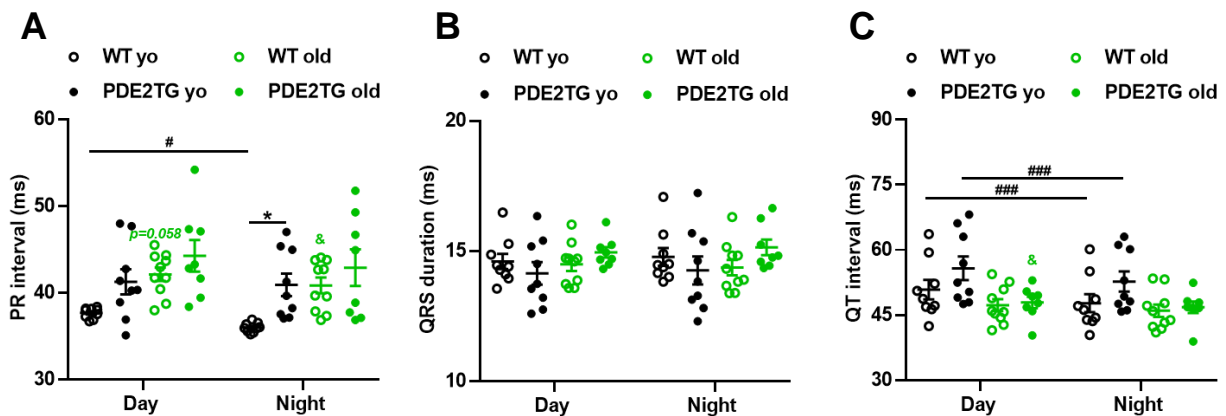 A
WT yo
WT old
PDE2TG yo
PDE2TG old
PR interval (ms)
60
50
40
30
#
p=0.058
*
&
Day
Night
B
WT yo
WT old
PDE2TG yo
PDE2TG old
QRS duration (ms)
20
15
10
Day
Night
C
WT yo
WT old
PDE2TG yo
PDE2TG old
QT interval (ms)
90
75
60
45
30
###
###
&
Day
Night